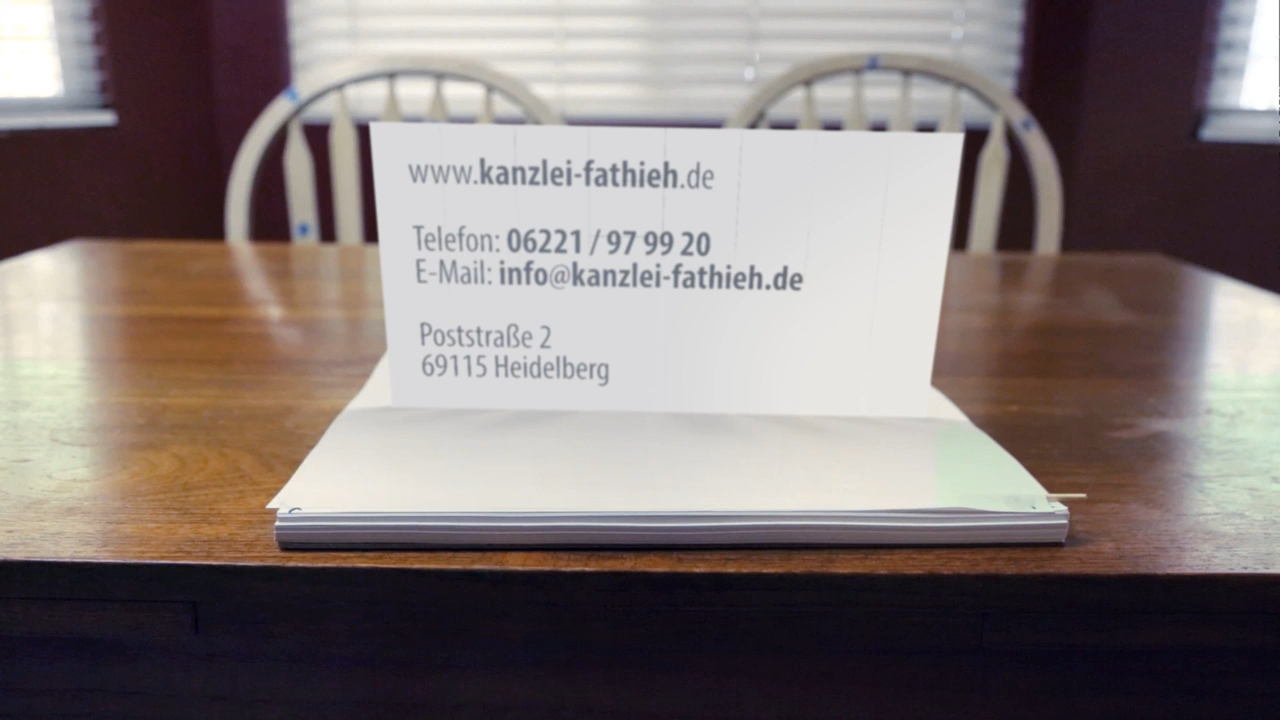 www.kanzlei-fathieh.de
Telefon: 06221 / 97 99 20
E-Mail: info@kanzlei-fathieh.de
Poststraße 2
69115 Heidelberg